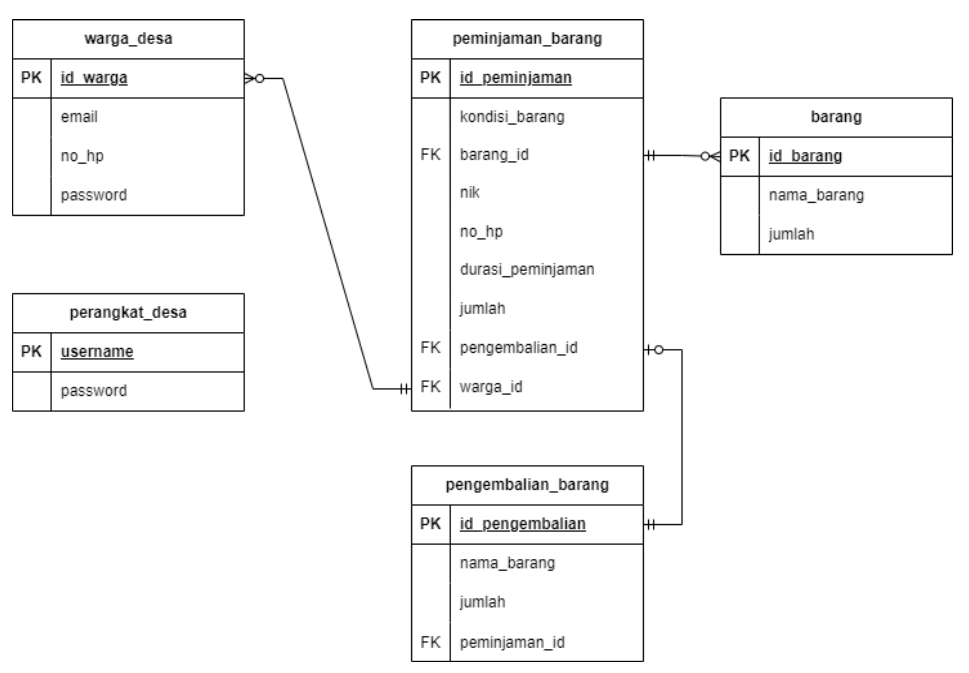 warga_desa
PK id_warga
email
no_hp
password
perangkat_desa
PK username
password
peminjaman_barang
PK id_peminjaman
kondisi_barang
FK barang_id
nik
no_hp
durasi_peminjaman
jumlah
FK pengembalian_id
FK warga_id
barang
PK id_barang
nama_barang
jumlah
pengembalian_barang
PK id_pengembalian
nama_barang
jumlah
FK peminjaman_id